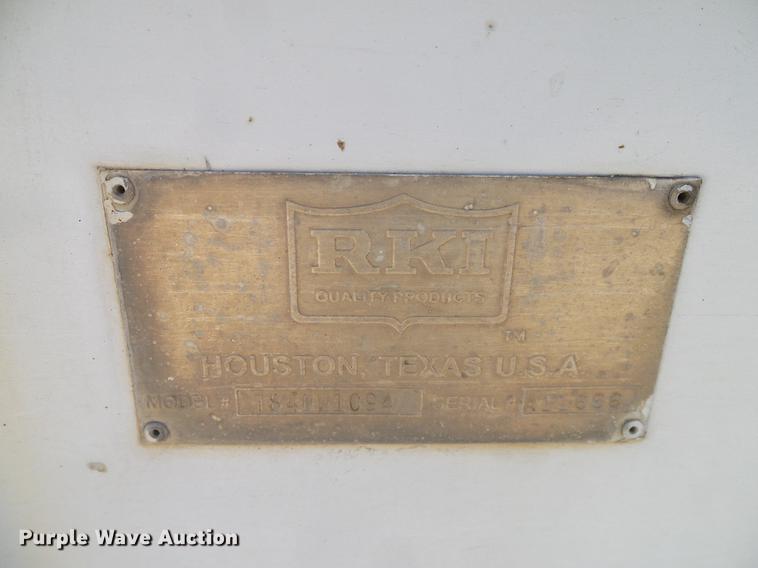 RKI
QUALITY PRODUCTS
TM
HOUSTON, TEXAS U.S.A
MODEL #
SERIAL #
Purple Wave Auction